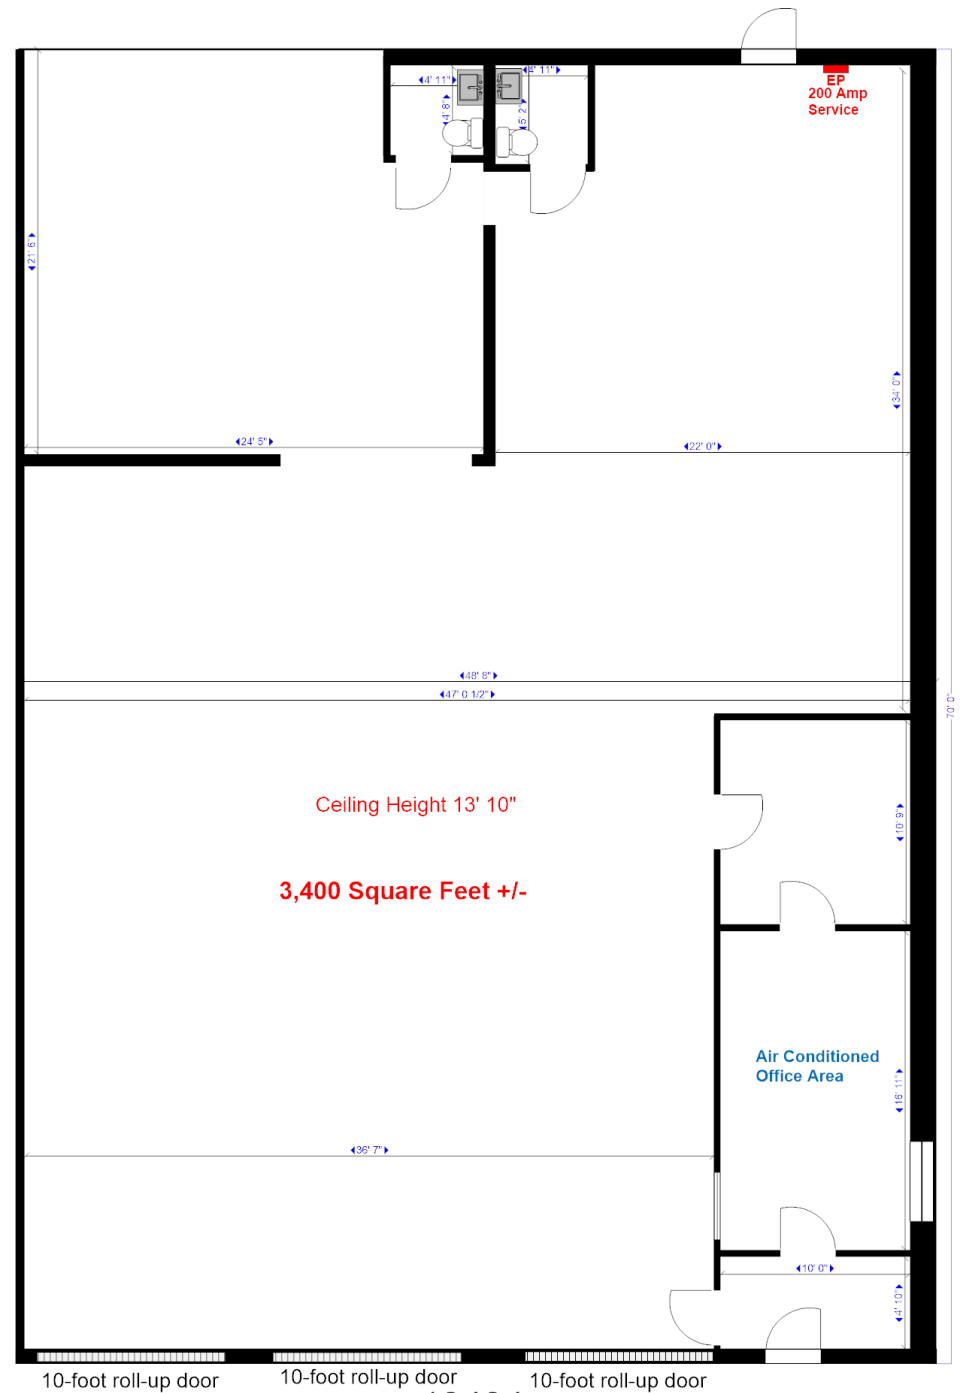 4' 11"
4' 11"
4' 8"
5' 2"
EP
200 Amp
Service
21' 6"
34' 0"
24' 5"
22' 0"
48' 8"
47' 0 1/2"
70' 0"
Ceiling Height 13' 10"
10' 9"
3,400 Square Feet +/-
Air Conditioned
Office Area
16' 11"
36' 7"
10' 0"
4' 10"
10-foot roll-up door
10-foot roll-up door
10-foot roll-up door